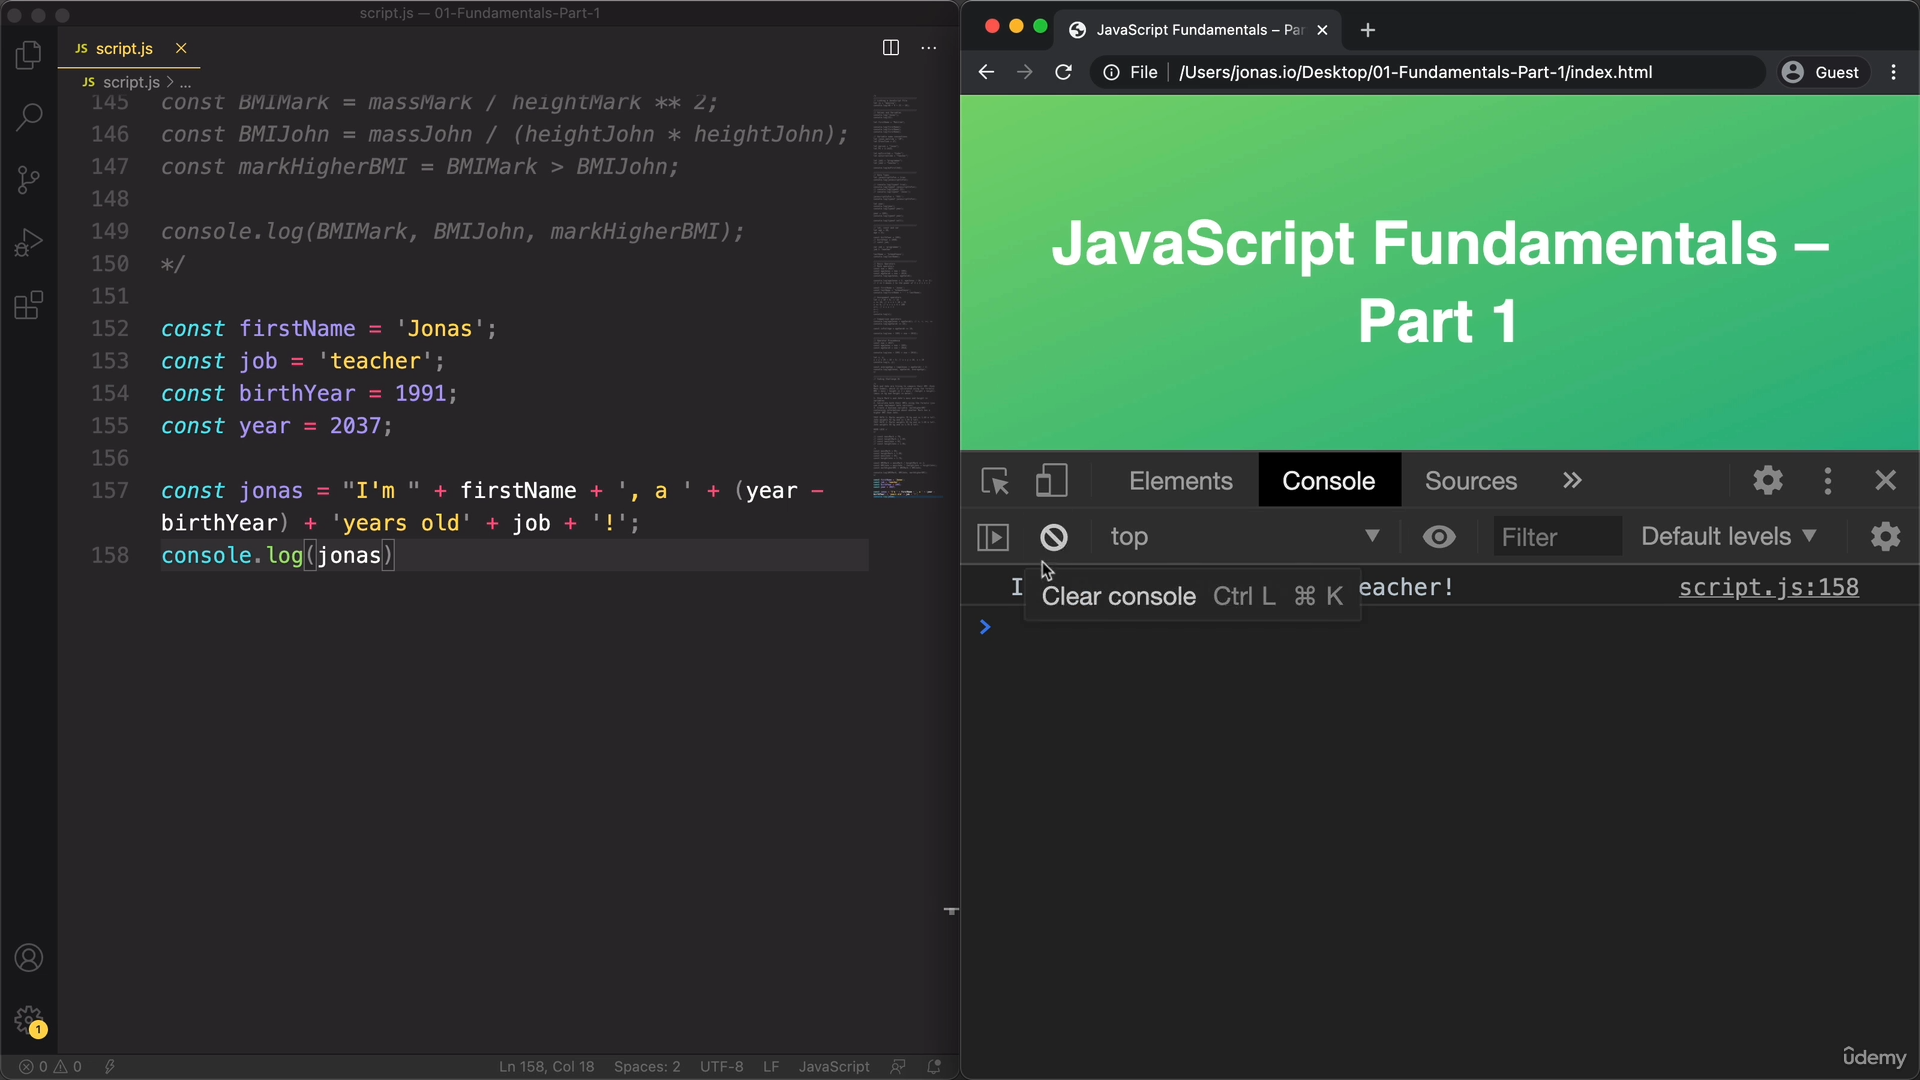 script.js — 01-Fundamentals-Part-1
JS script.js ×
JS script.js > ...
145 const BMIMark = massMark / heightMark ** 2;
146 const BMIJohn = massJohn / (heightJohn * heightJohn);
147 const markHigherBMI = BMIMark > BMIJohn;
148
149 console.log(BMIMark, BMIJohn, markHigherBMI);
150 */
151
152 const firstName = 'Jonas';
153 const job = 'teacher';
154 const birthYear = 1991;
155 const year = 2037;
156
157 const jonas = "I'm " + firstName + ', a ' + (year -
birthYear) + 'years old' + job + '!';
158 console.log(jonas)
1
0 0
Ln 158, Col 18 Spaces: 2 UTF-8 LF JavaScript
JavaScript Fundamentals – Par
File /Users/jonas.io/Desktop/01-Fundamentals-Part-1/index.html
Guest
JavaScript Fundamentals –
Part 1
Elements Console Sources
top Filter Default levels
I eacher! script.js:158
Clear console Ctrl L ⌘ K
>
ûdemy